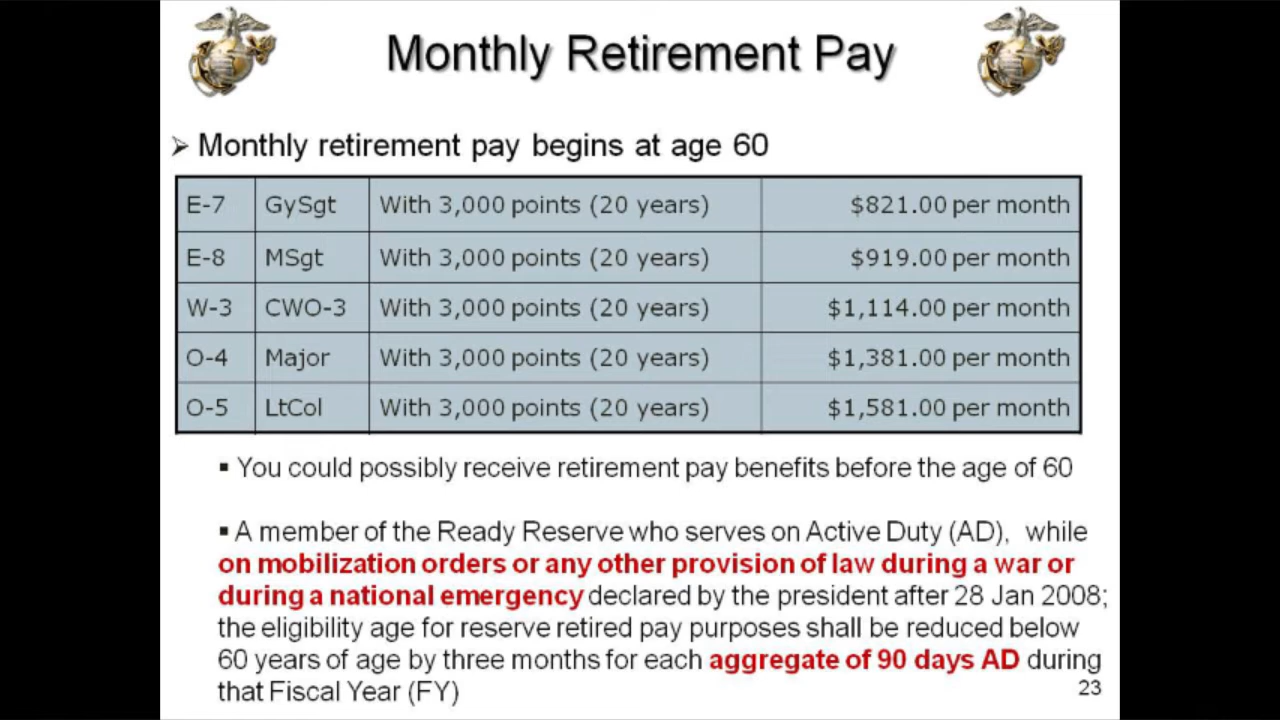 Monthly Retirement Pay
➢ Monthly retirement pay begins at age 60
E-7 GySgt With 3,000 points (20 years) $821.00 per month
E-8 MSgt With 3,000 points (20 years) $919.00 per month
W-3 CWO-3 With 3,000 points (20 years) $1,114.00 per month
O-4 Major With 3,000 points (20 years) $1,381.00 per month
O-5 LtCol With 3,000 points (20 years) $1,581.00 per month
▪ You could possibly receive retirement pay benefits before the age of 60
▪ A member of the Ready Reserve who serves on Active Duty (AD), while
on mobilization orders or any other provision of law during a war or
during a national emergency declared by the president after 28 Jan 2008;
the eligibility age for reserve retired pay purposes shall be reduced below
60 years of age by three months for each aggregate of 90 days AD during
that Fiscal Year (FY)
23